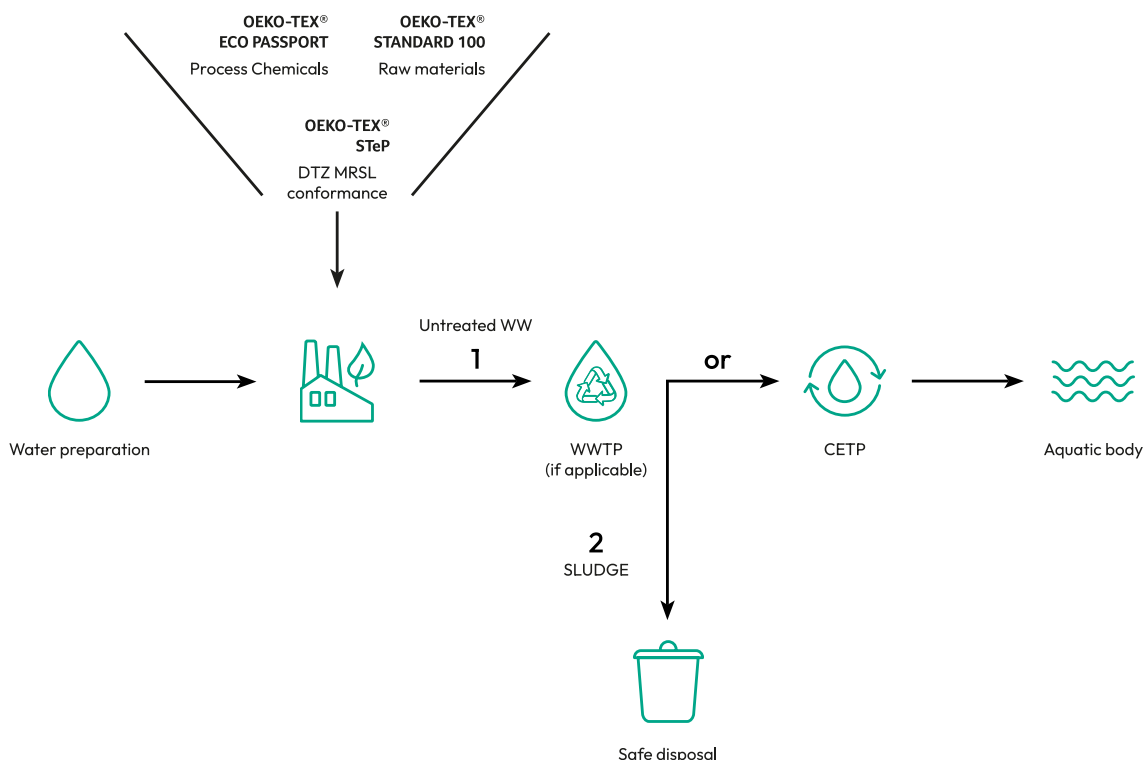 OEKO-TEX®
ECO PASSPORT
Process Chemicals
OEKO-TEX®
STANDARD 100
Raw materials
OEKO-TEX®
STeP
DTZ MRSL
conformance
Untreated WW
1
or
Water preparation
WWTP
(if applicable)
CETP
Aquatic body
2
SLUDGE
Safe disposal